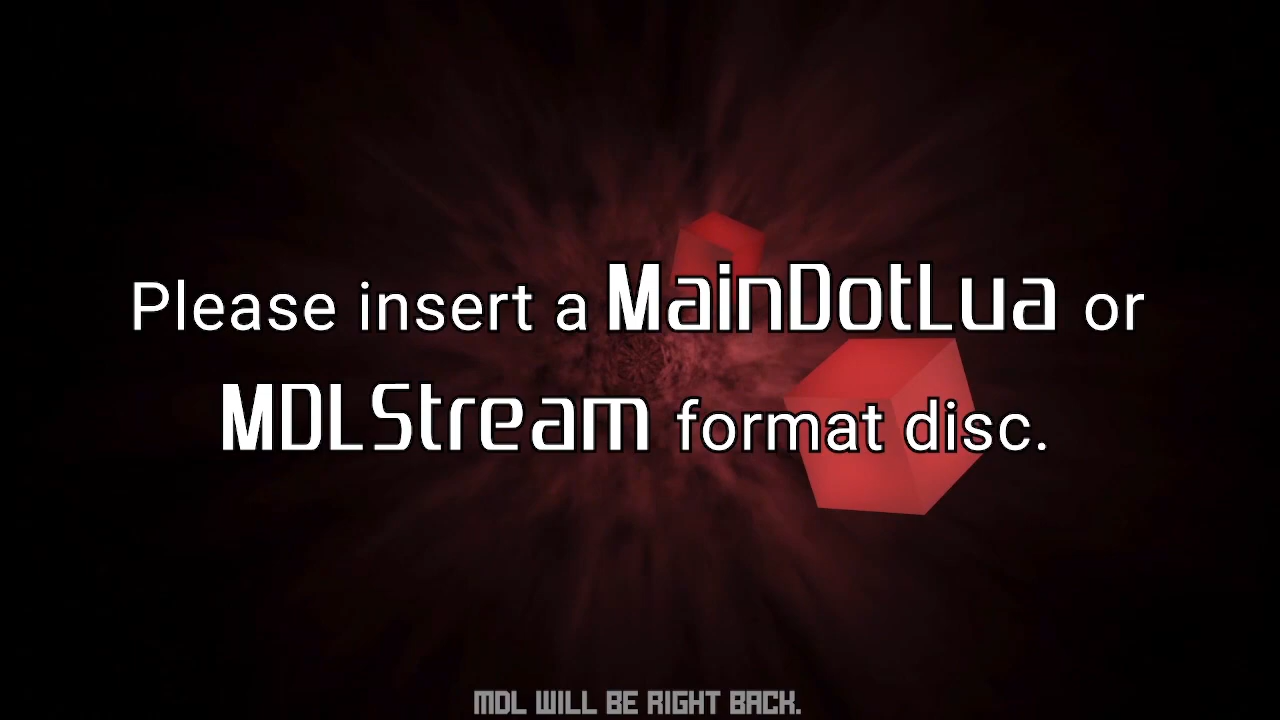 Please insert a MainDotLua or
MDLStream format disc.
MDL WILL BE RIGHT BACK.